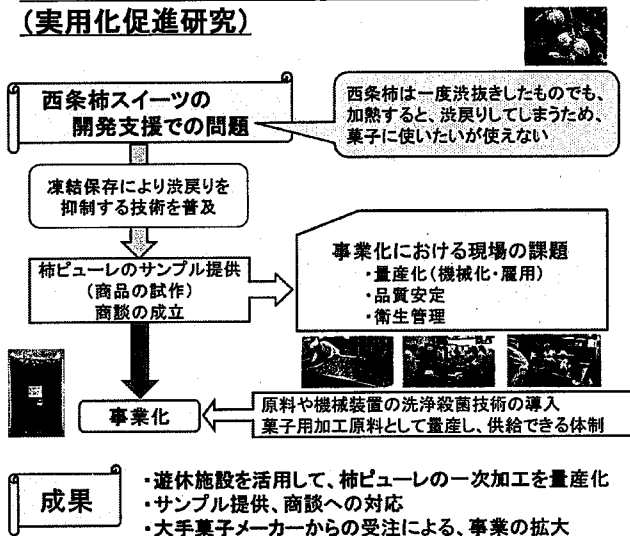 (実用化促進研究)
西条柿スイーツの
開発支援での問題
西条柿は一度渋抜きしたものでも、
加熱すると、渋戻りしてしまうため、
菓子に使いたいが使えない
凍結保存により渋戻りを
抑制する技術を普及
柿ピューレのサンプル提供
(商品の試作)
商談の成立
事業化における現場の課題
・量産化(機械化・雇用)
・品質安定
・衛生管理
事業化
原料や機械装置の洗浄殺菌技術の導入
菓子用加工原料として量産し、供給できる体制
成果
・遊休施設を活用して、柿ピューレの一次加工を量産化
・サンプル提供、商談への対応
・大手菓子メーカーからの受注による、事業の拡大